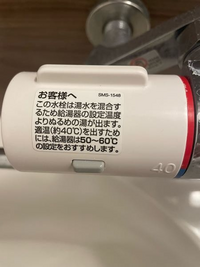 お客様へ SMS-1548
この水栓は湯水を混合す
るため給湯器の設定温度
よりぬるめの湯が出ます。
適温(約40℃)を出すため
には、給湯器は50～60℃
の設定をおすすめします。
40